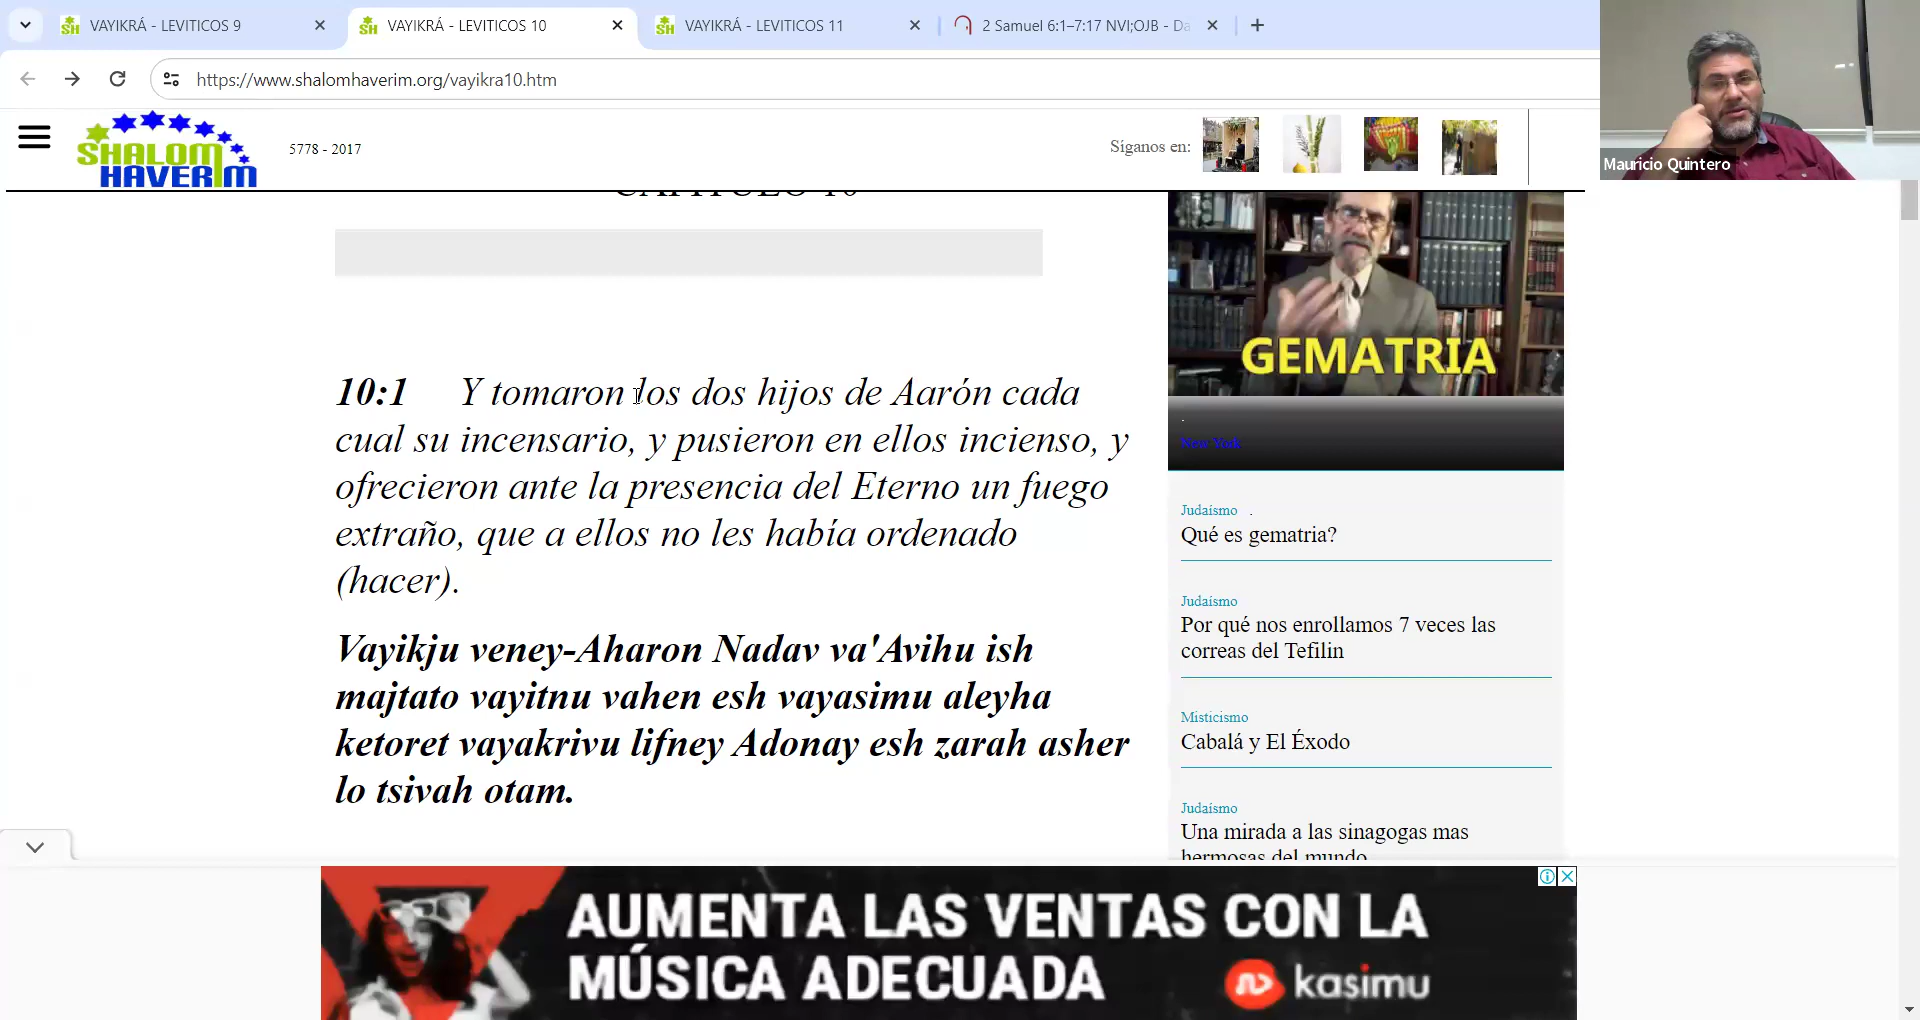 VAYIKRÁ - LEVITICOS 9
VAYIKRÁ - LEVITICOS 10
VAYIKRÁ - LEVITICOS 11
2 Samuel 6:1–7:17 NVI;OJB - Da
https://www.shalomhaverim.org/vayikra10.htm
SHALOM
HAVERIM
5778 - 2017
Síganos en:
Mauricio Quintero
CAPITULO 10
10:1 Y tomaron los dos hijos de Aarón cada
cual su incensario, y pusieron en ellos incienso, y
ofrecieron ante la presencia del Eterno un fuego
extraño, que a ellos no les había ordenado
(hacer).
Vayikju veney-Aharon Nadav va'Avihu ish
majtato vayitnu vahen esh vayasimu aleyha
ketoret vayakrivu lifney Adonay esh zarah asher
lo tsivah otam.
GEMATRIA
.
New York
Judaísmo .
Qué es gematria?
Judaísmo
Por qué nos enrollamos 7 veces las
correas del Tefilin
Misticismo
Cabalá y El Éxodo
Judaísmo
Una mirada a las sinagogas mas
hermosas del mundo
AUMENTA LAS VENTAS CON LA
MÚSICA ADECUADA
kasimu